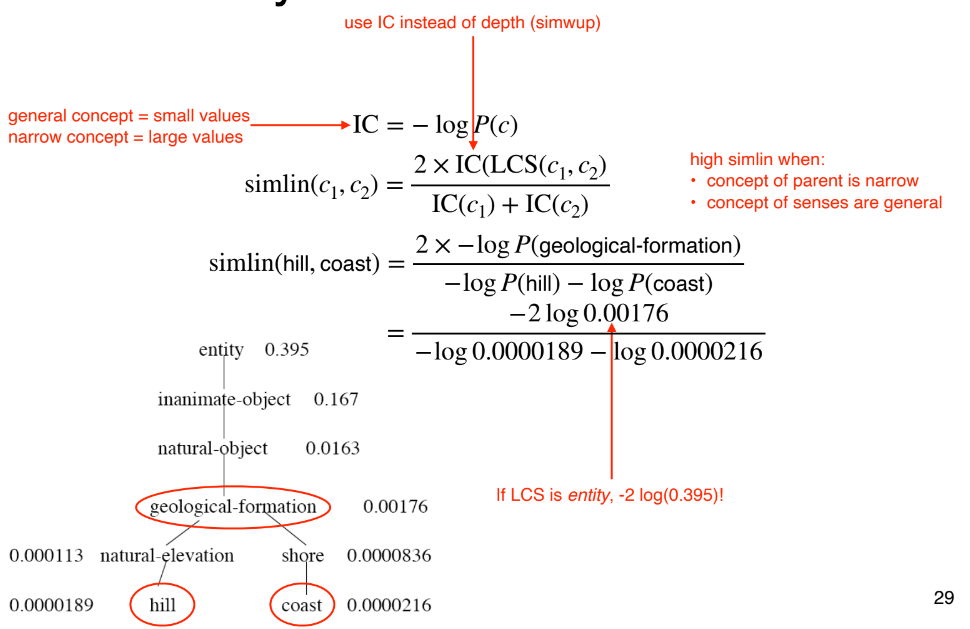 use IC instead of depth (simwup)
general concept = small values
narrow concept = large values
IC = − log P(c)
simlin(c₁, c₂) = 2 × IC(LCS(c₁, c₂) / IC(c₁) + IC(c₂)
high simlin when:
• concept of parent is narrow
• concept of senses are general
simlin(hill, coast) = 2 × −log P(geological-formation) / −log P(hill) − log P(coast)
= −2 log 0.00176 / −log 0.0000189 − log 0.0000216
entity 0.395
inanimate-object 0.167
natural-object 0.0163
geological-formation 0.00176
If LCS is entity, -2 log(0.395)!
0.000113 natural-elevation shore 0.0000836
0.0000189 hill coast 0.0000216
29